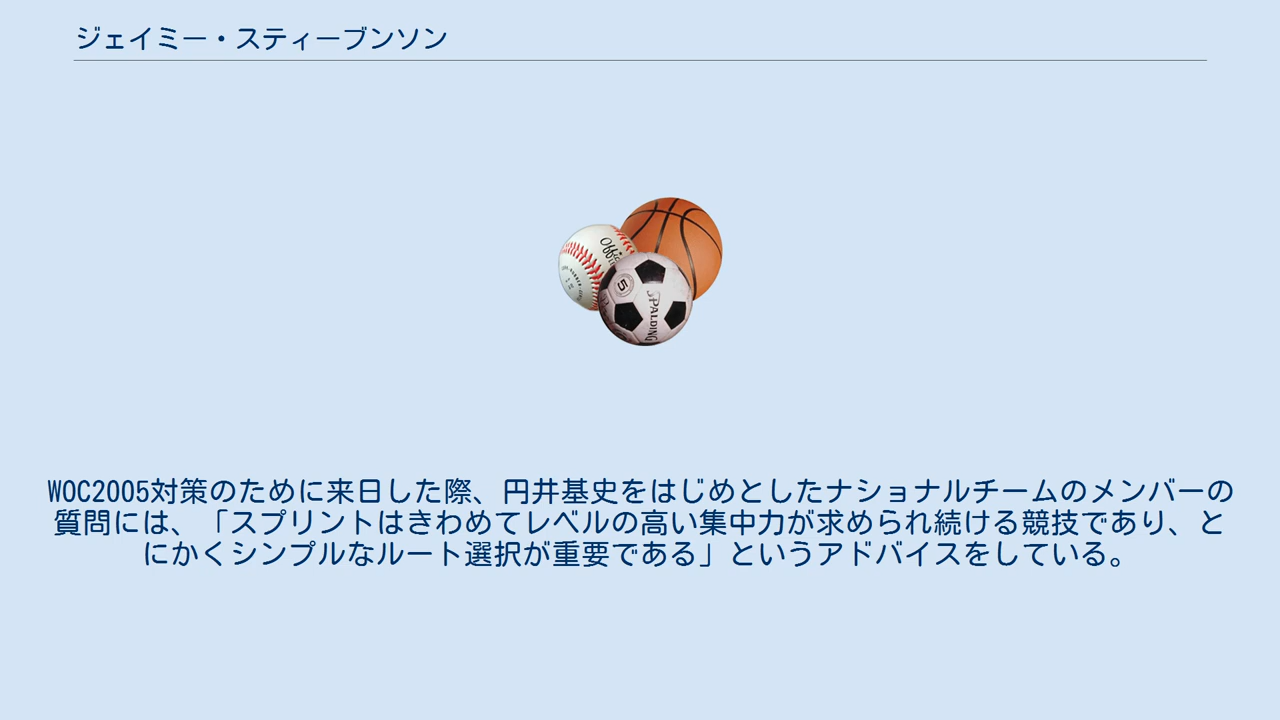 ジェイミー・スティーブンソン
Offici
5
SPALDING
WOC2005対策のために来日した際、円井基史をはじめとしたナショナルチームのメンバーの
質問には、「スプリントはきわめてレベルの高い集中力が求められ続ける競技であり、と
にかくシンプルなルート選択が重要である」というアドバイスをしている。